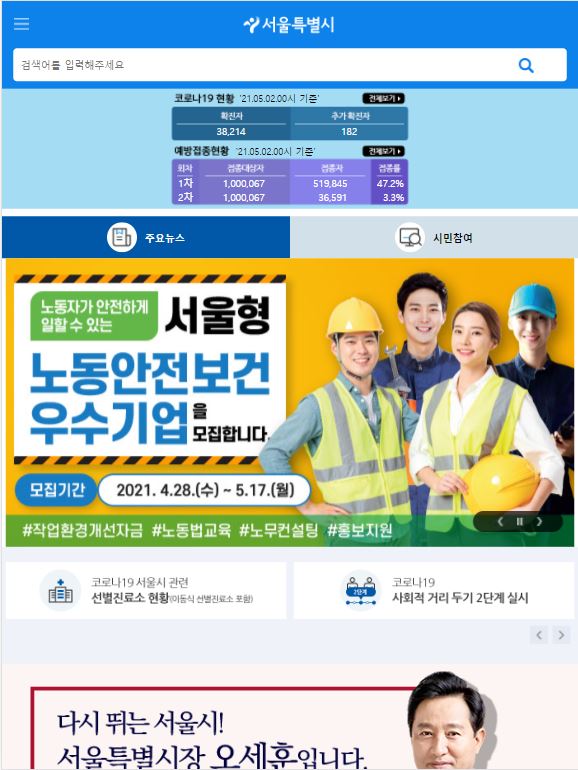 서울특별시
검색어를 입력해주세요
코로나19 현황 '21.05.02.00시 기준' 전체보기
확진자 추가 확진자
38,214 182
예방접종현황 '21.05.02.00시 기준' 전체보기
회차 접종대상자 접종자 접종률
1차 1,000,067 519,845 47.2%
2차 1,000,067 36,591 3.3%
주요뉴스 시민참여
노동자가 안전하게
일할 수 있는
서울형
노동안전보건
우수기업을
모집합니다.
모집기간 2021. 4.28.(수) ~ 5.17.(월)
#작업환경개선자금 #노동법교육 #노무컨설팅 #홍보지원
코로나19 서울시 관련
선별진료소 현황(이동식 선별진료소 포함)
2단계
코로나19
사회적 거리 두기 2단계 실시
다시 뛰는 서울시!
서울특별시장 오세훈입니다.